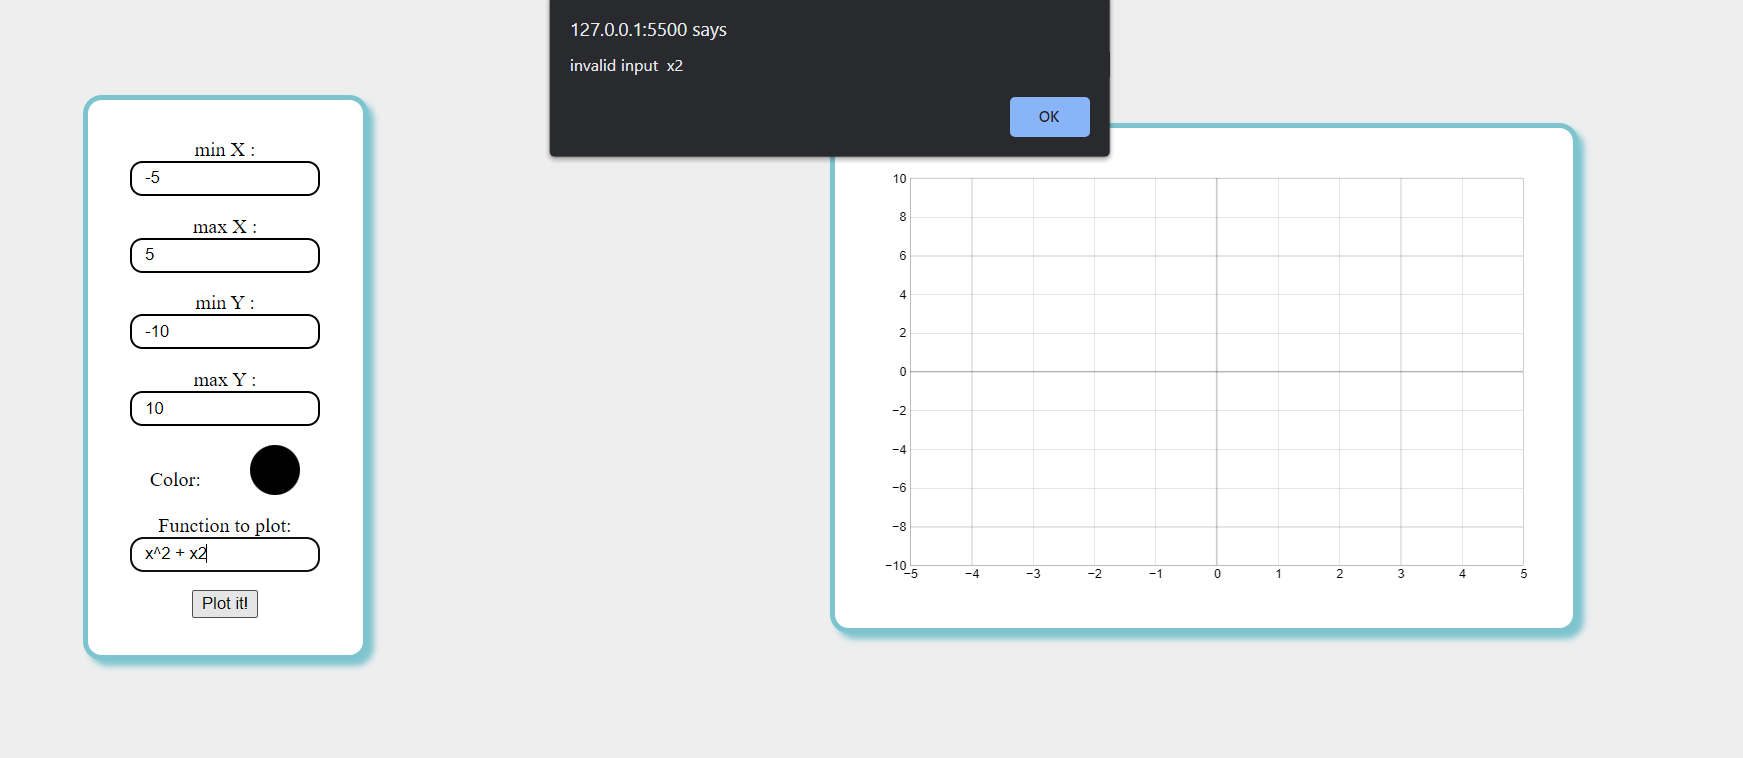 127.0.0.1:5500 says
invalid input  x2
OK
min X :
-5
max X :
5
min Y :
-10
max Y :
10
Color:
Function to plot:
x^2 + x2
Plot it!
10
8
6
4
2
0
−2
−4
−6
−8
−10
−5 −4 −3 −2 −1 0 1 2 3 4 5